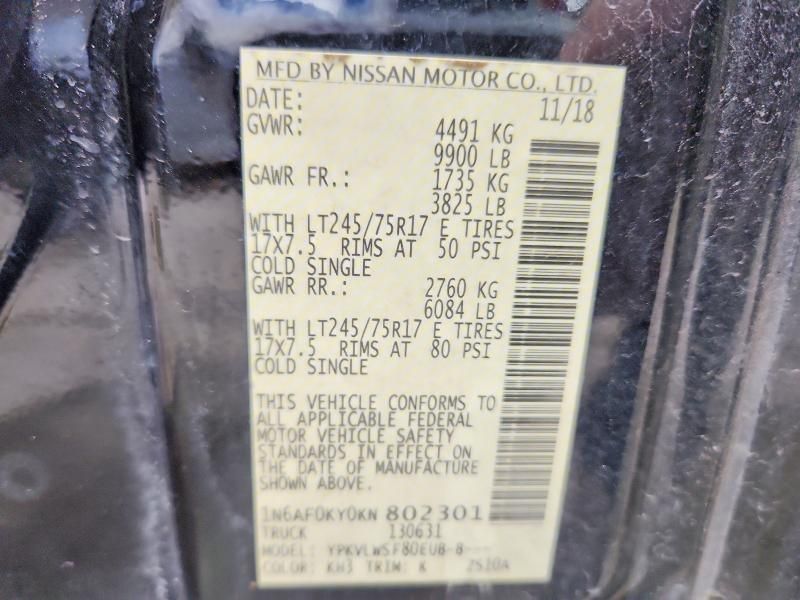 MFD BY NISSAN MOTOR CO., LTD.
DATE: 11/18
GVWR: 4491 KG
9900 LB
GAWR FR.: 1735 KG
3825 LB
WITH LT245/75R17 E TIRES
17X7.5 RIMS AT 50 PSI
COLD SINGLE
GAWR RR.: 2760 KG
6084 LB
WITH LT245/75R17 E TIRES
17X7.5 RIMS AT 80 PSI
COLD SINGLE
THIS VEHICLE CONFORMS TO
ALL APPLICABLE FEDERAL
MOTOR VEHICLE SAFETY
STANDARDS IN EFFECT ON
THE DATE OF MANUFACTURE
SHOWN ABOVE.
1N6AF0KY0KN802301
TRUCK 130631
MODEL: YPKVLWSF80EUB-8---
COLOR: KH3 TRIM: K 2S10A